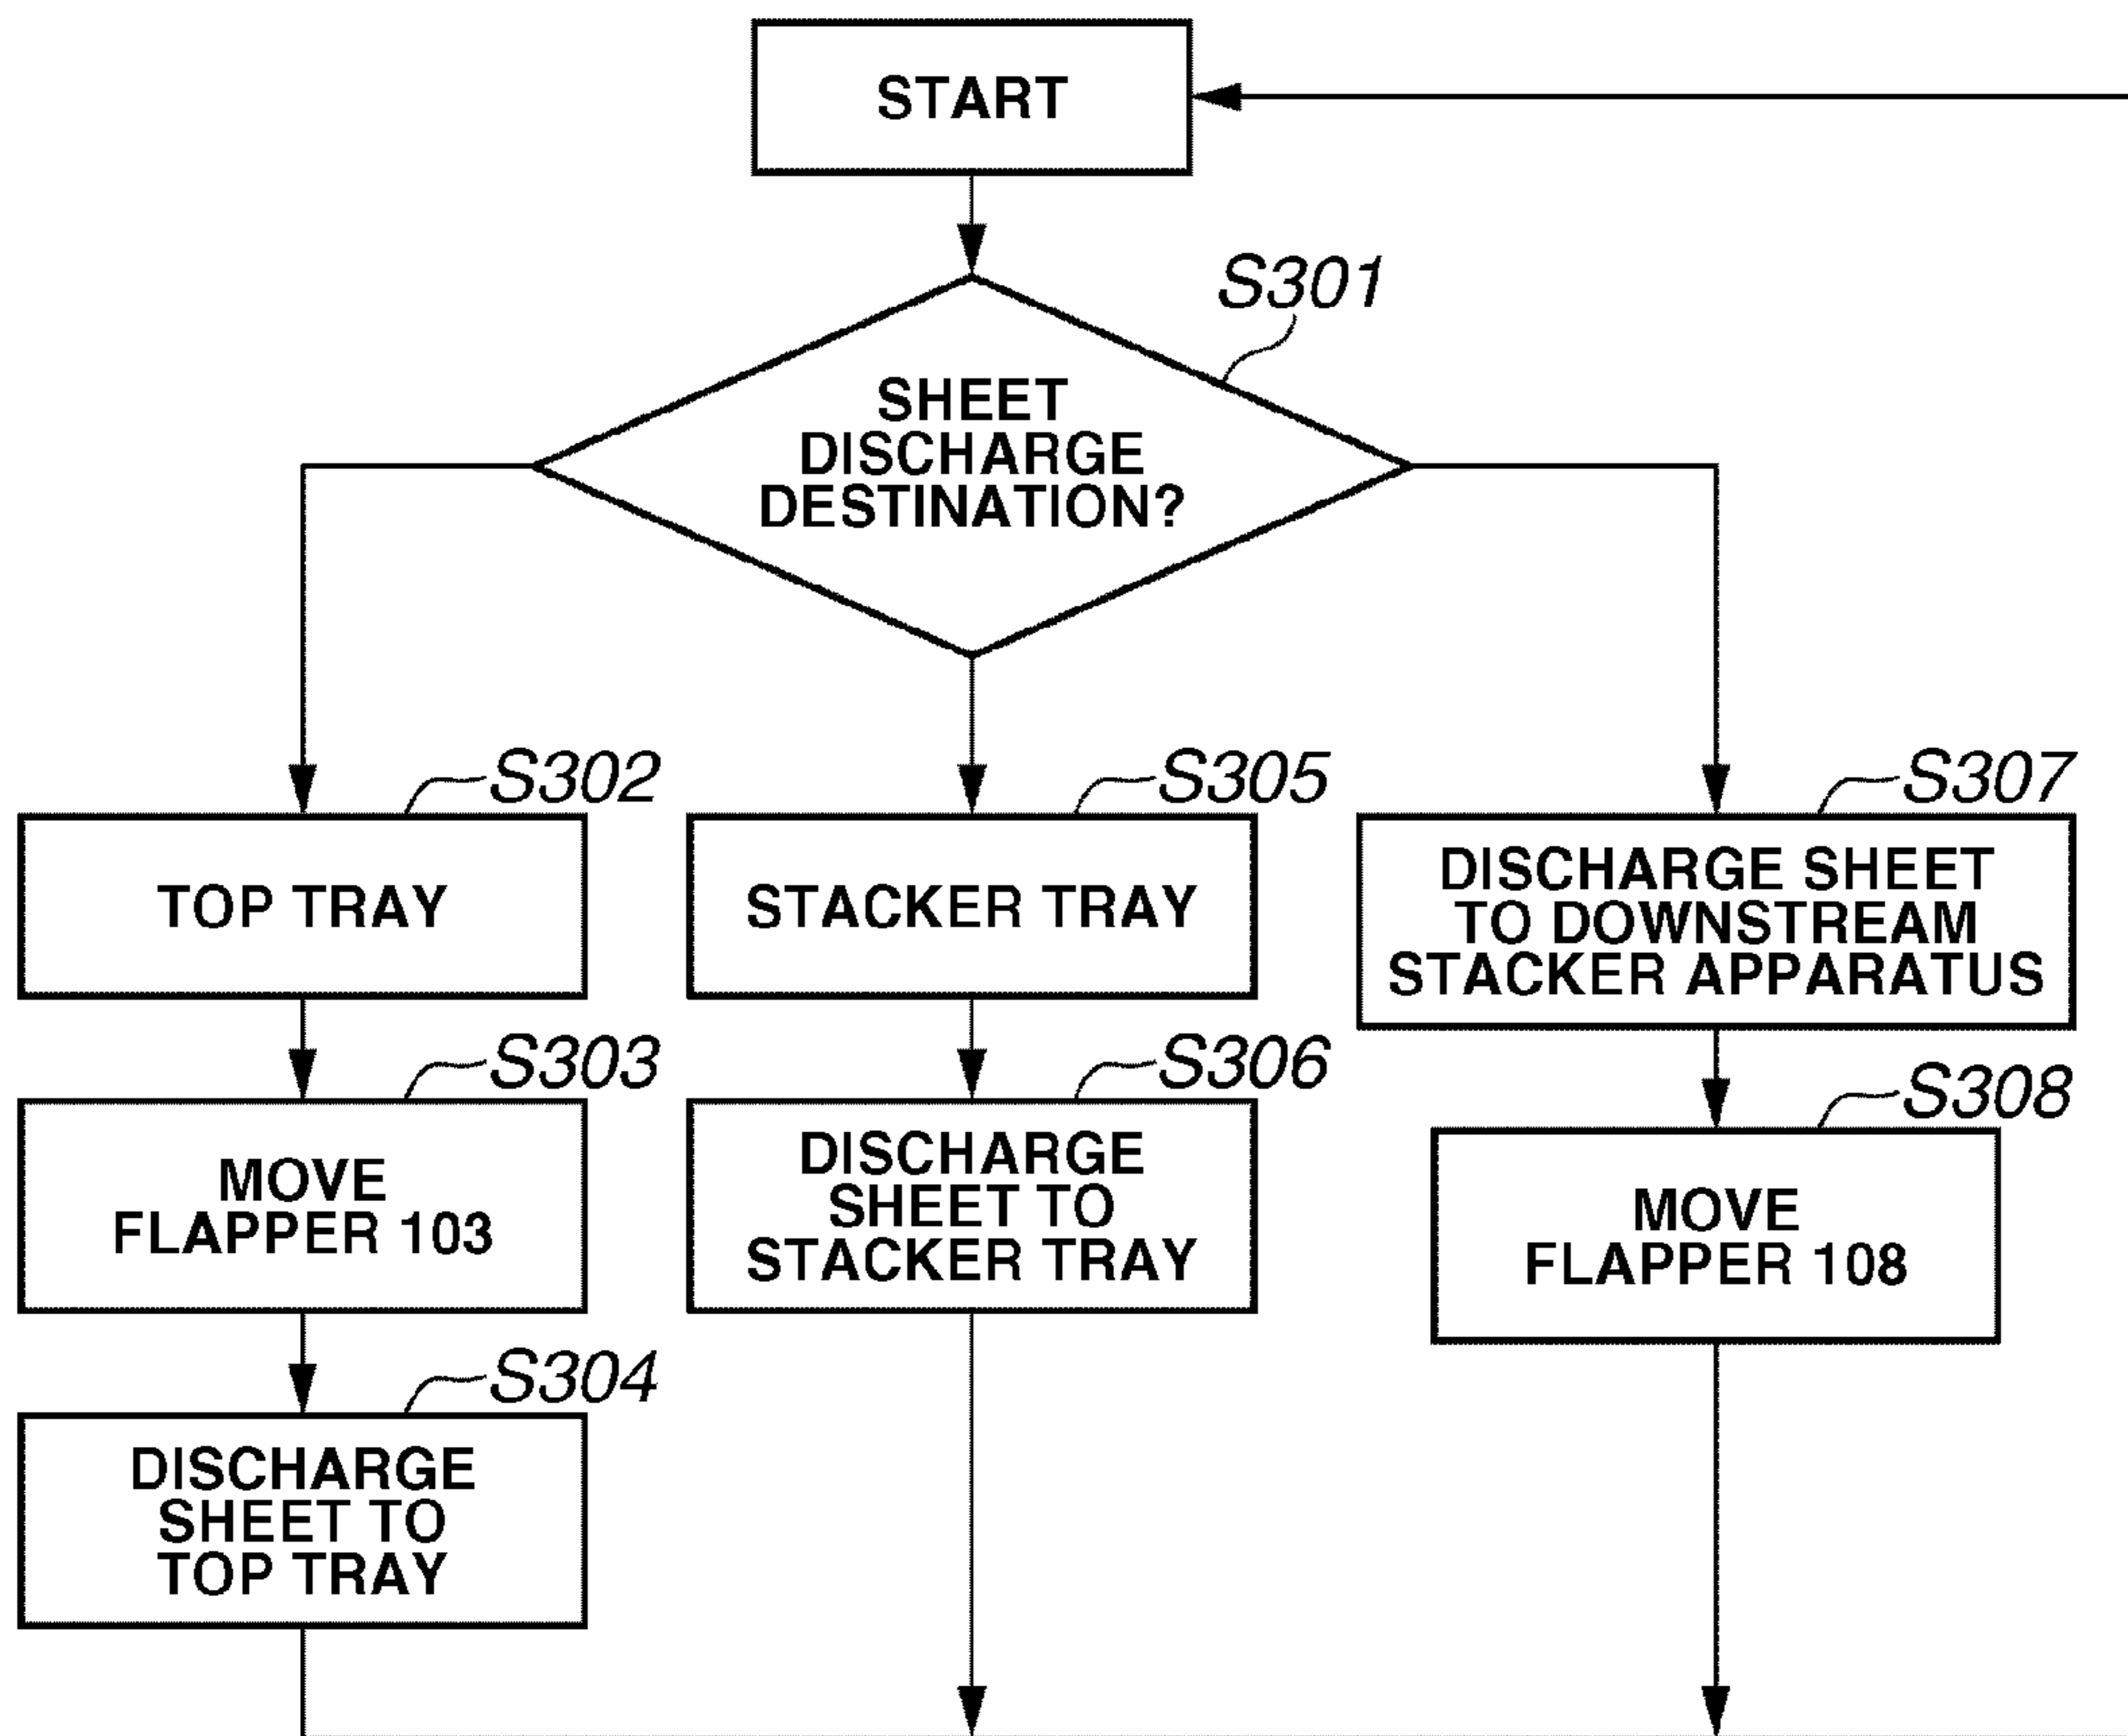 START
S301
SHEET
DISCHARGE
DESTINATION?
S302
TOP TRAY
S303
MOVE
FLAPPER 103
S304
DISCHARGE
SHEET TO
TOP TRAY
S305
STACKER TRAY
S306
DISCHARGE
SHEET TO
STACKER TRAY
S307
DISCHARGE SHEET
TO DOWNSTREAM
STACKER APPARATUS
S308
MOVE
FLAPPER 108